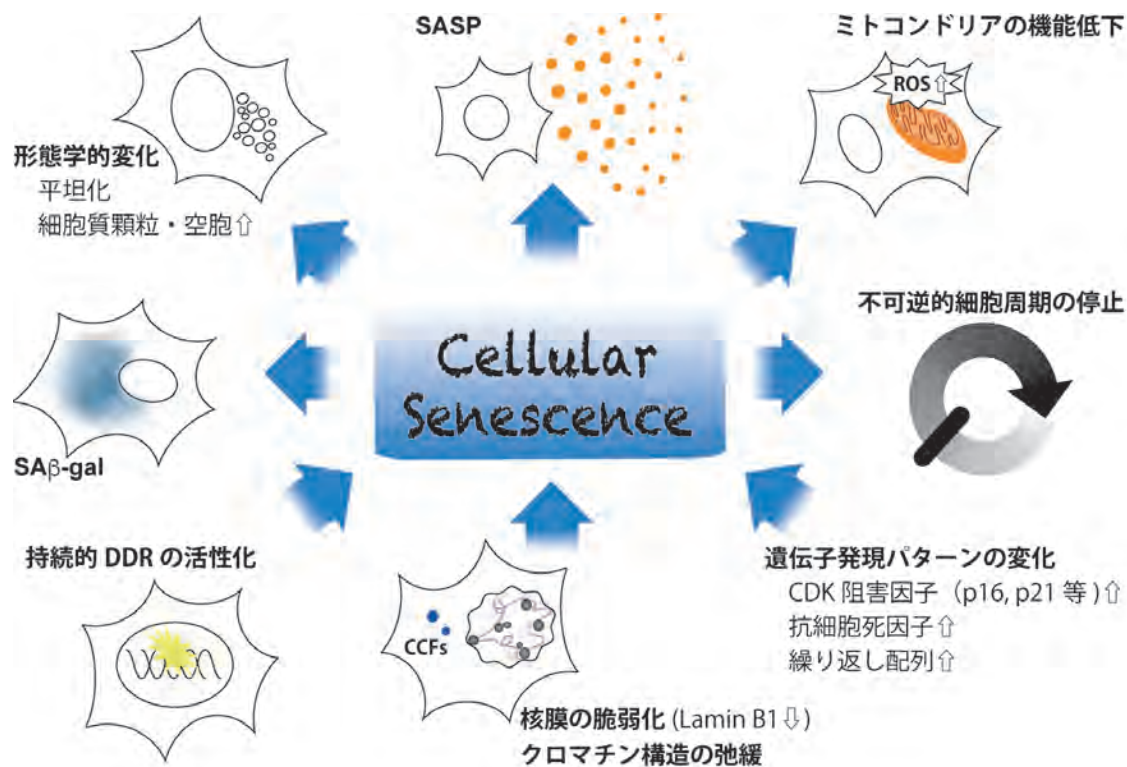 SASP
ミトコンドリアの機能低下
ROS⇧
形態学的変化
平坦化
細胞質顆粒・空胞⇧
不可逆的細胞周期の停止
Cellular
Senescence
SAβ-gal
持続的 DDR の活性化
遺伝子発現パターンの変化
CDK 阻害因子（p16, p21 等 )⇧
抗細胞死因子⇧
繰り返し配列⇧
CCFs
核膜の脆弱化 (Lamin B1⇩)
クロマチン構造の弛緩